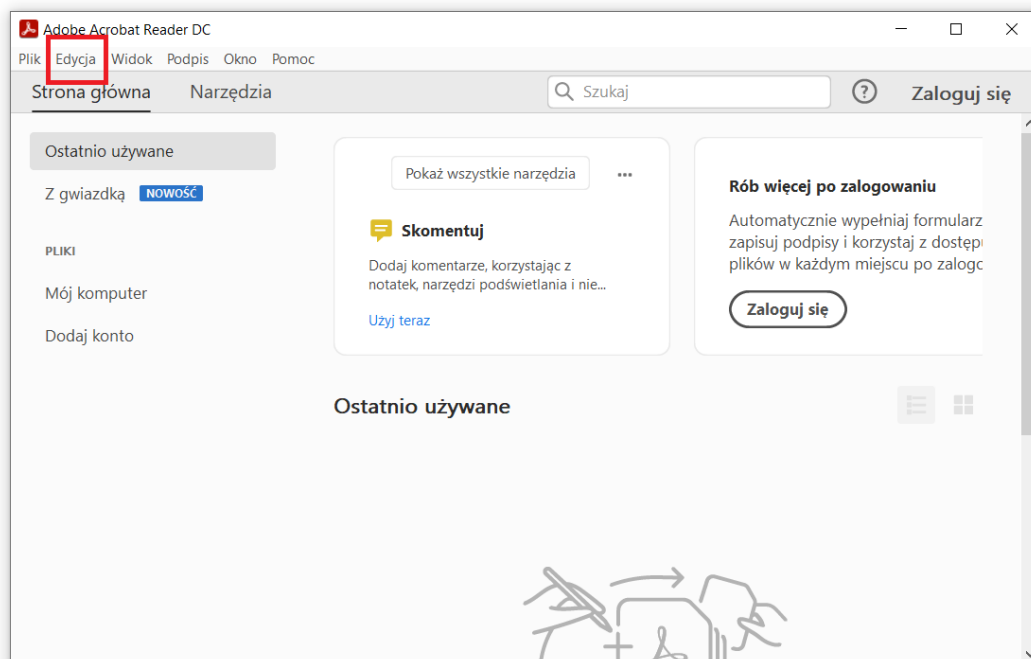 Adobe Acrobat Reader DC
Plik Edycja Widok Podpis Okno Pomoc
Strona główna Narzędzia Szukaj ? Zaloguj się
Ostatnio używane
Z gwiazdką NOWOŚĆ
PLIKI
Mój komputer
Dodaj konto
Pokaż wszystkie narzędzia ...
Skomentuj
Dodaj komentarze, korzystając z
notatek, narzędzi podświetlania i nie...
Użyj teraz
Rób więcej po zalogowaniu
Automatycznie wypełniaj formularz
zapisuj podpisy i korzystaj z dostęp
plików w każdym miejscu po zalogo
Zaloguj się
Ostatnio używane